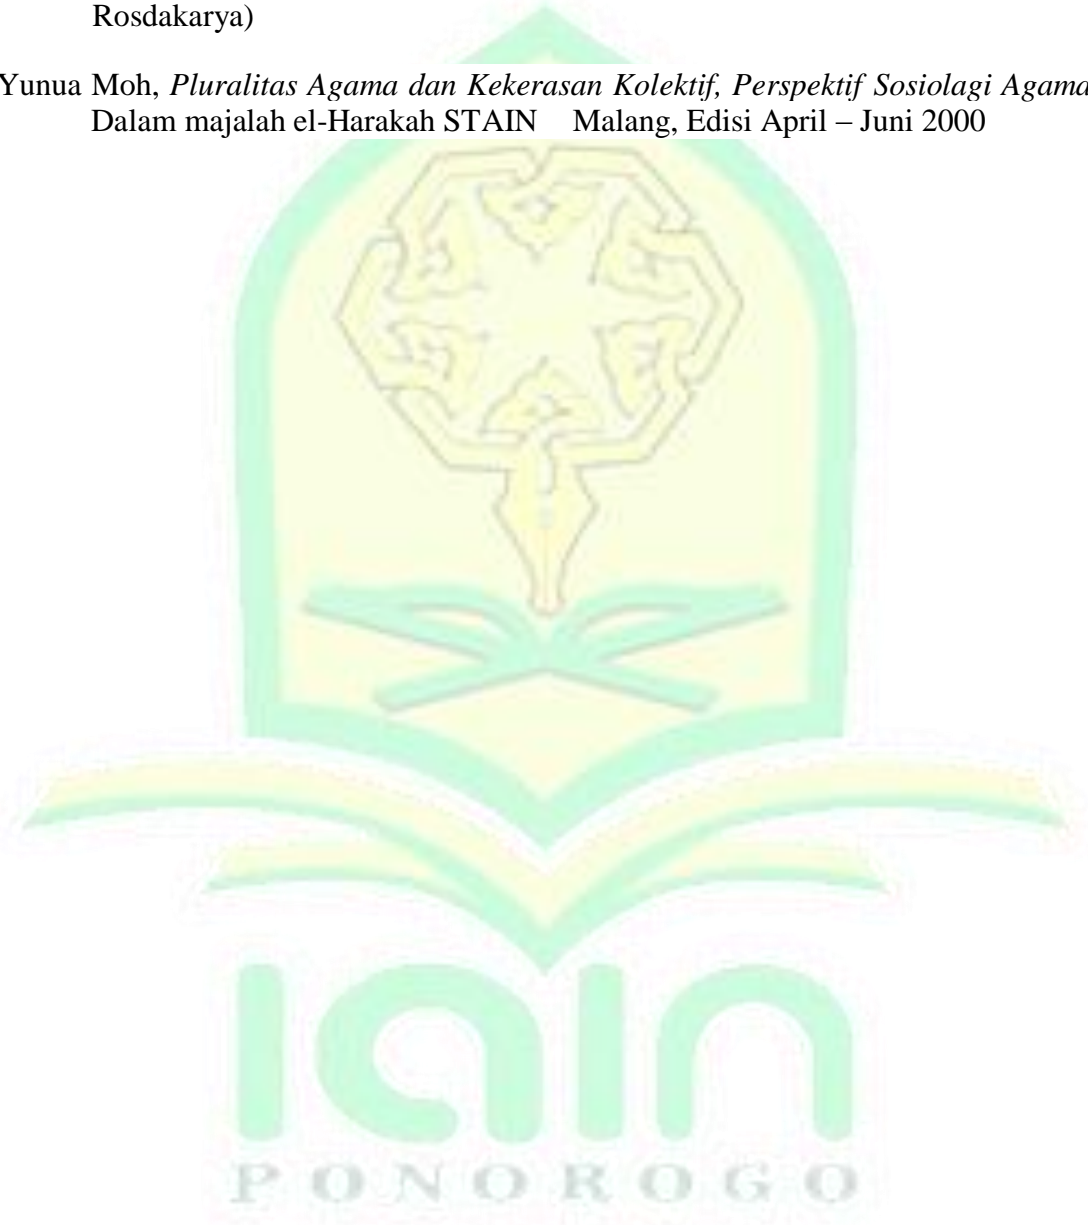 Rosdakarya)
Yunua Moh, Pluralitas Agama dan Kekerasan Kolektif, Perspektif Sosiolagi Agama
Dalam majalah el-Harakah STAIN Malang, Edisi April – Juni 2000
iain
PONOROGO